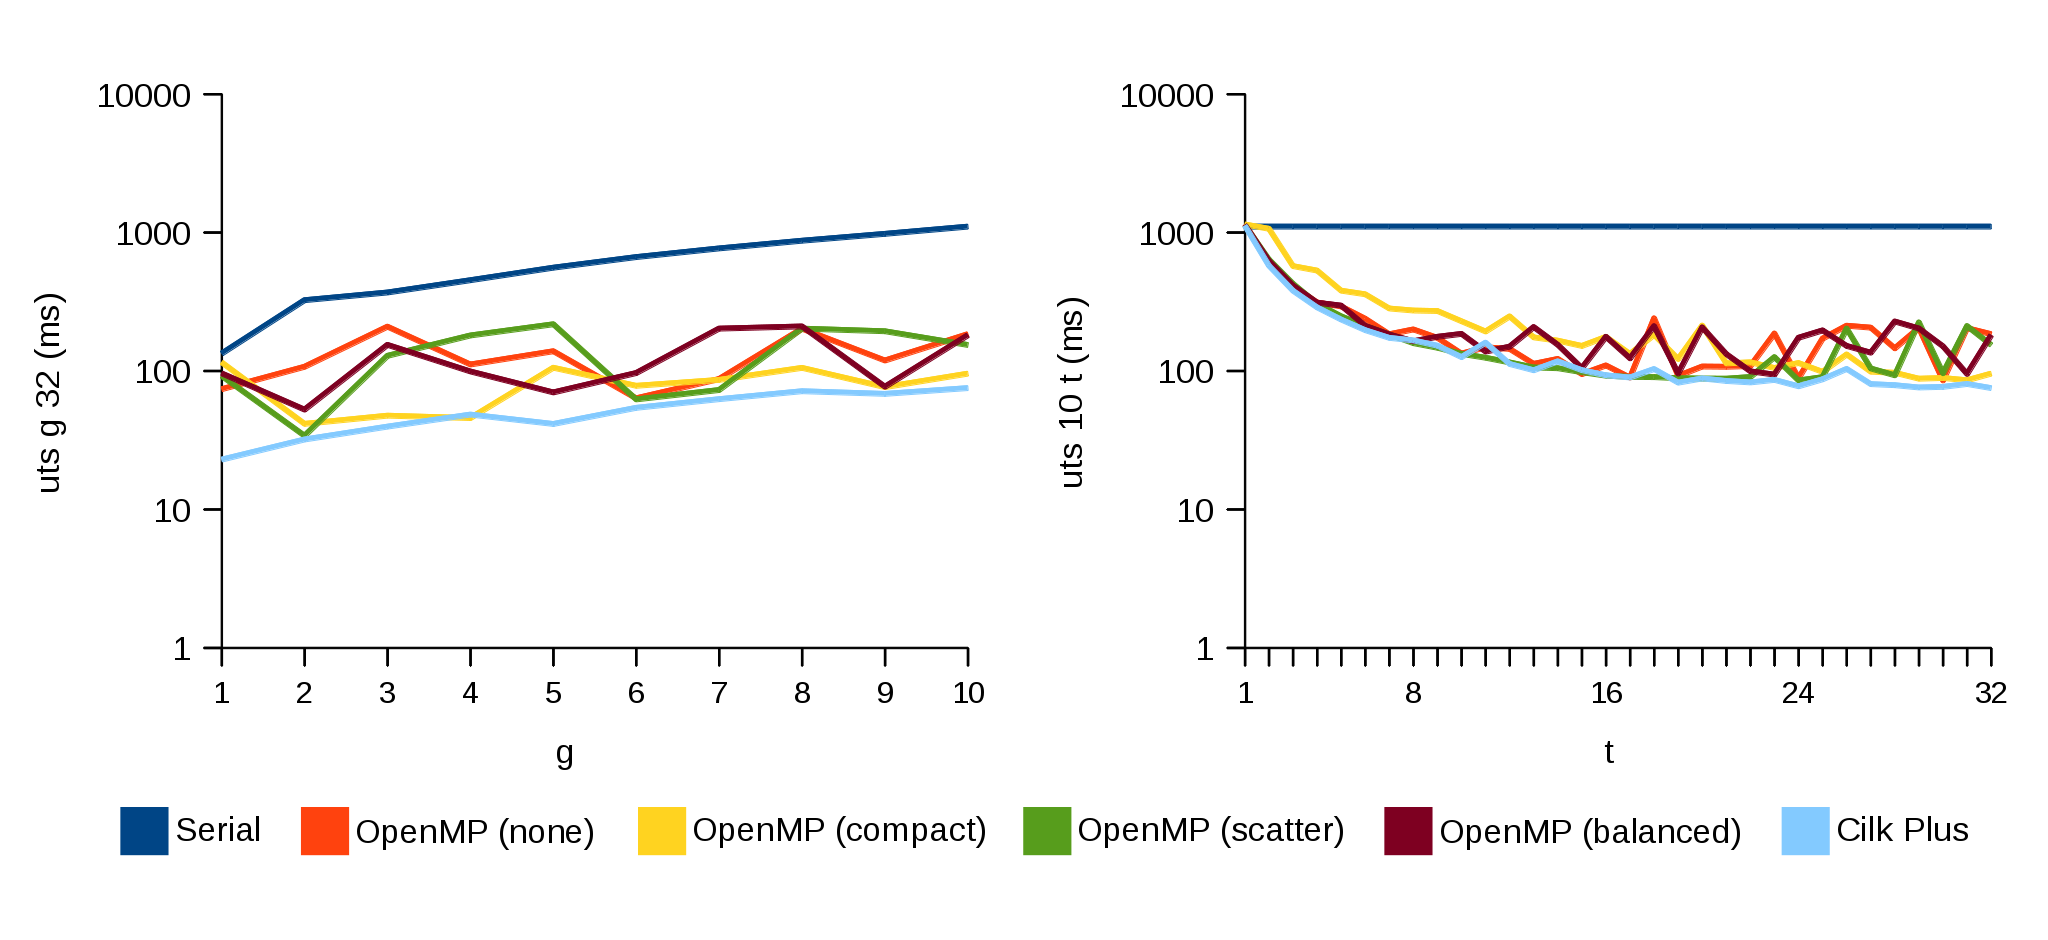 uts g 32 (ms)
10000
1000
100
10
1
1 2 3 4 5 6 7 8 9 10
g
uts 10 t (ms)
10000
1000
100
10
1
1 8 16 24 32
t
Serial OpenMP (none) OpenMP (compact) OpenMP (scatter) OpenMP (balanced) Cilk Plus